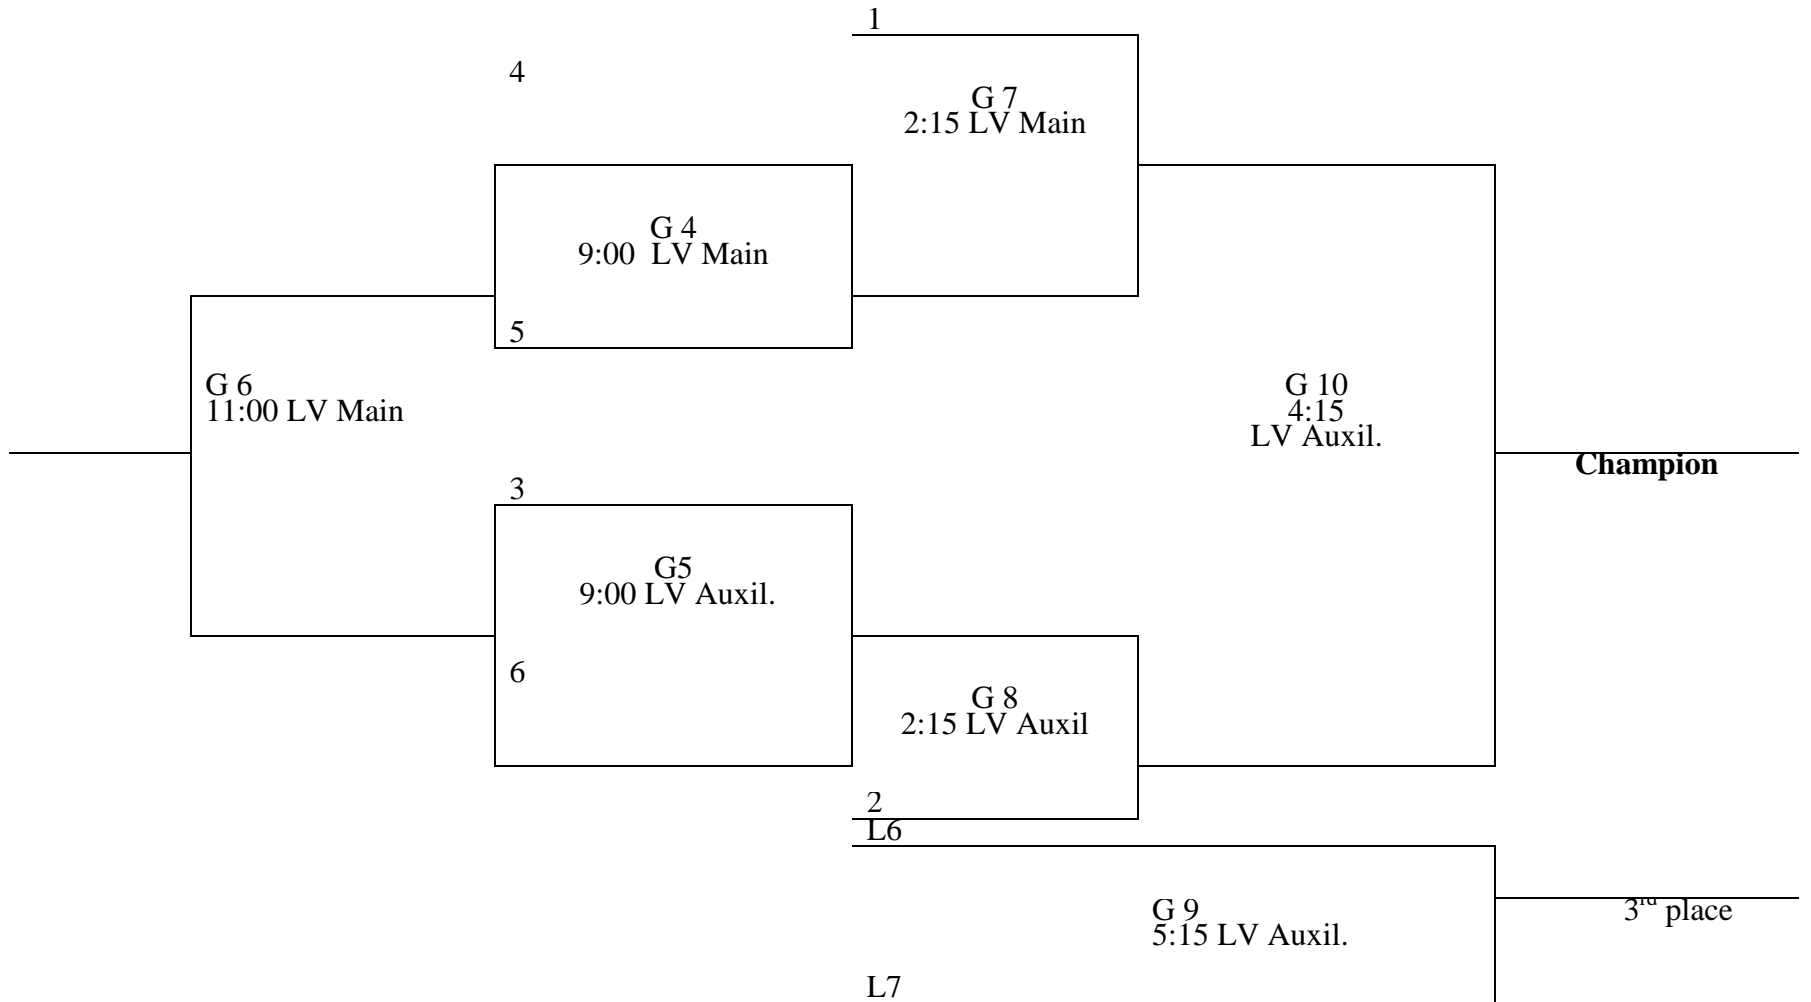 1
4
G 7
2:15 LV Main
G 4
9:00  LV Main
5
G 6
11:00 LV Main
G 10
4:15
LV Auxil.
Champion
3
G5
9:00 LV Auxil.
6
G 8
2:15 LV Auxil
2
L6
G 9
5:15 LV Auxil.
3rd place
L7